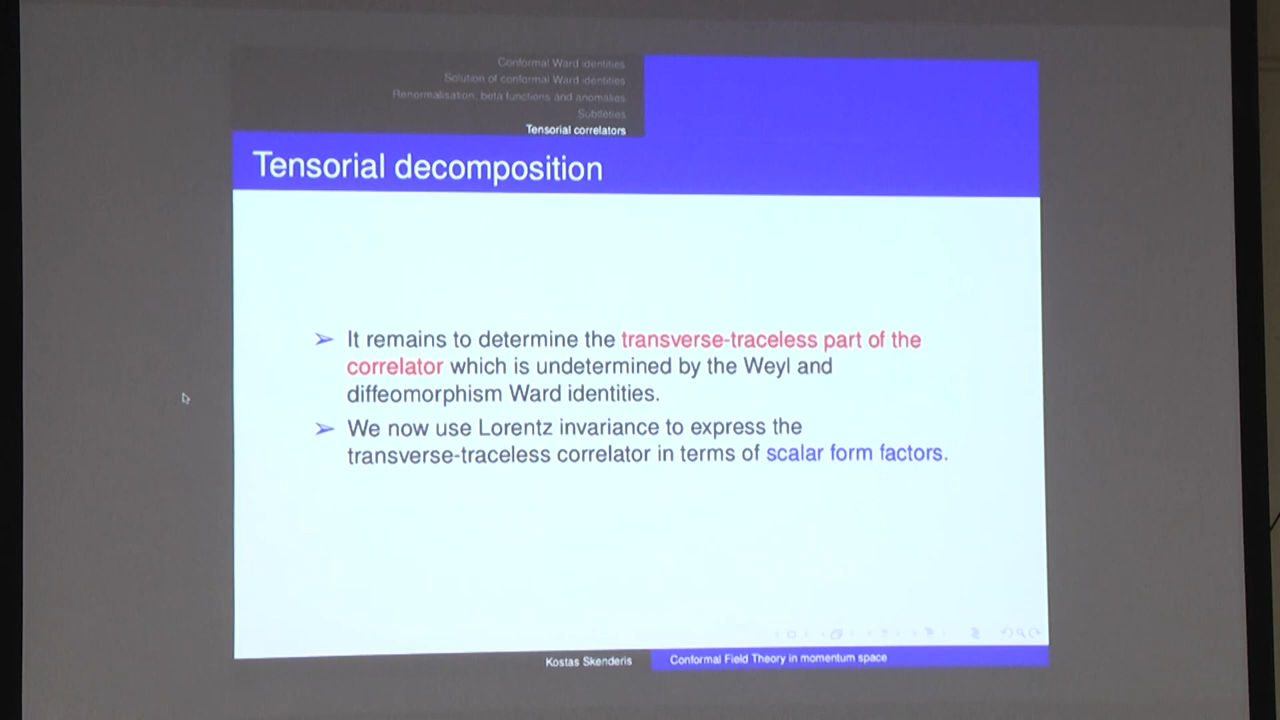 Conformal Ward identities
Solution of conformal Ward identities
Renormalisation, beta functions and anomalies
Subtleties
Tensorial correlators
Tensorial decomposition
➢ It remains to determine the transverse-traceless part of the
correlator which is undetermined by the Weyl and
diffeomorphism Ward identities.
➢ We now use Lorentz invariance to express the
transverse-traceless correlator in terms of scalar form factors.
Kostas Skenderis
Conformal Field Theory in momentum space